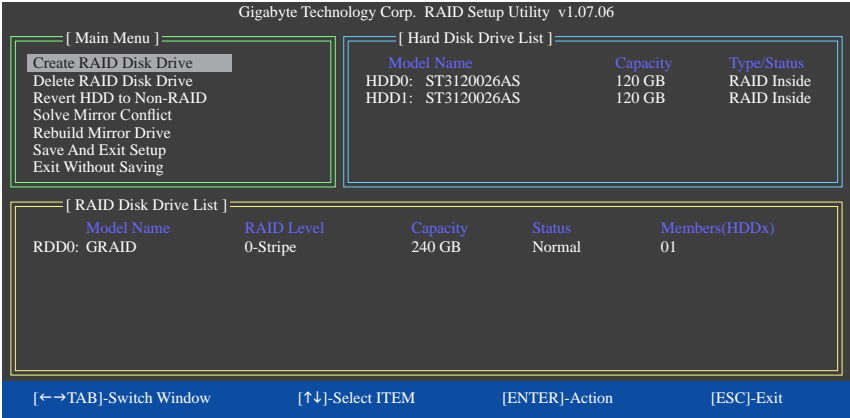 Gigabyte Technology Corp. RAID Setup Utility v1.07.06
[ Main Menu ]
Create RAID Disk Drive
Delete RAID Disk Drive
Revert HDD to Non-RAID
Solve Mirror Conflict
Rebuild Mirror Drive
Save And Exit Setup
Exit Without Saving
[ Hard Disk Drive List ]
Model Name Capacity Type/Status
HDD0: ST3120026AS 120 GB RAID Inside
HDD1: ST3120026AS 120 GB RAID Inside
[ RAID Disk Drive List ]
Model Name RAID Level Capacity Status Members(HDDx)
RDD0: GRAID 0-Stripe 240 GB Normal 01
[←→TAB]-Switch Window [↑↓]-Select ITEM [ENTER]-Action [ESC]-Exit